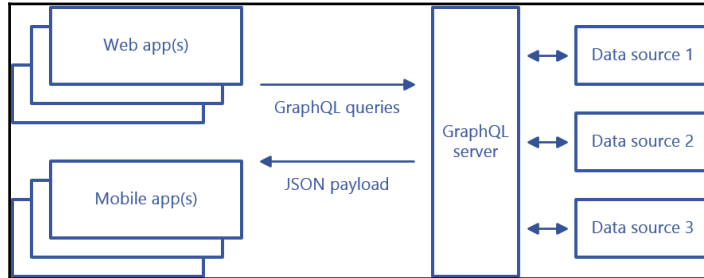 Web app(s)
GraphQL queries
JSON payload
Mobile app(s)
GraphQL
server
Data source 1
Data source 2
Data source 3